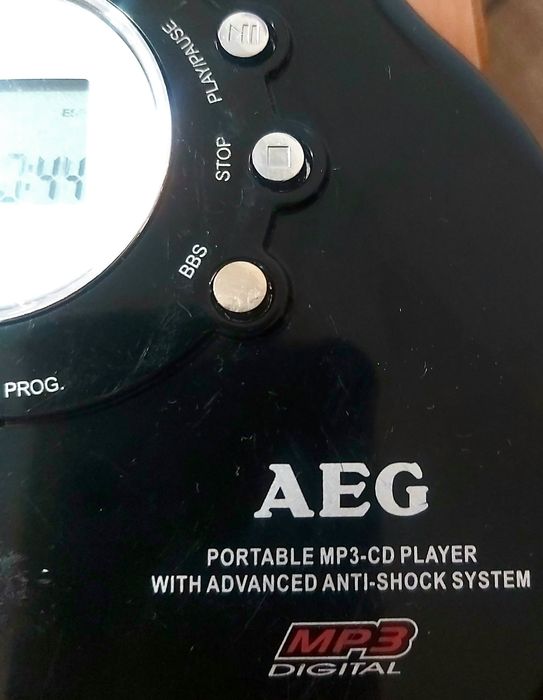 PLAY/PAUSE
STOP
BBS
PROG.
AEG
PORTABLE MP3-CD PLAYER
WITH ADVANCED ANTI-SHOCK SYSTEM
MP3
DIGITAL